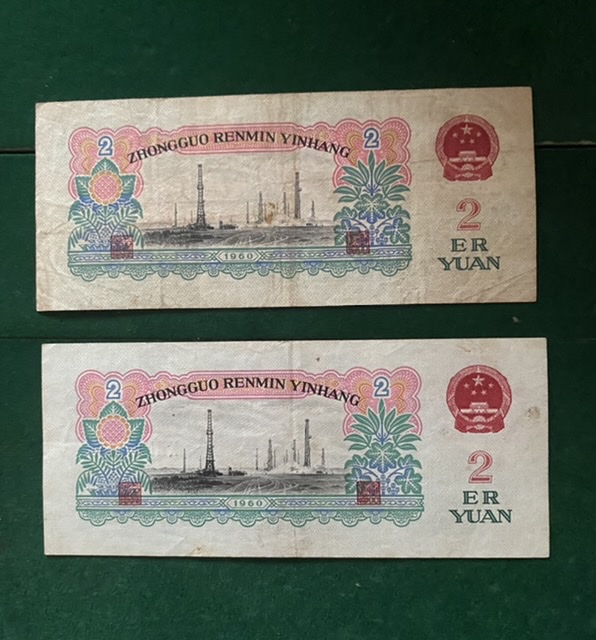 2 2
ZHONGGUO RENMIN YINHANG
1960
2
ER
YUAN
2 2
ZHONGGUO RENMIN YINHANG
1960
2
ER
YUAN